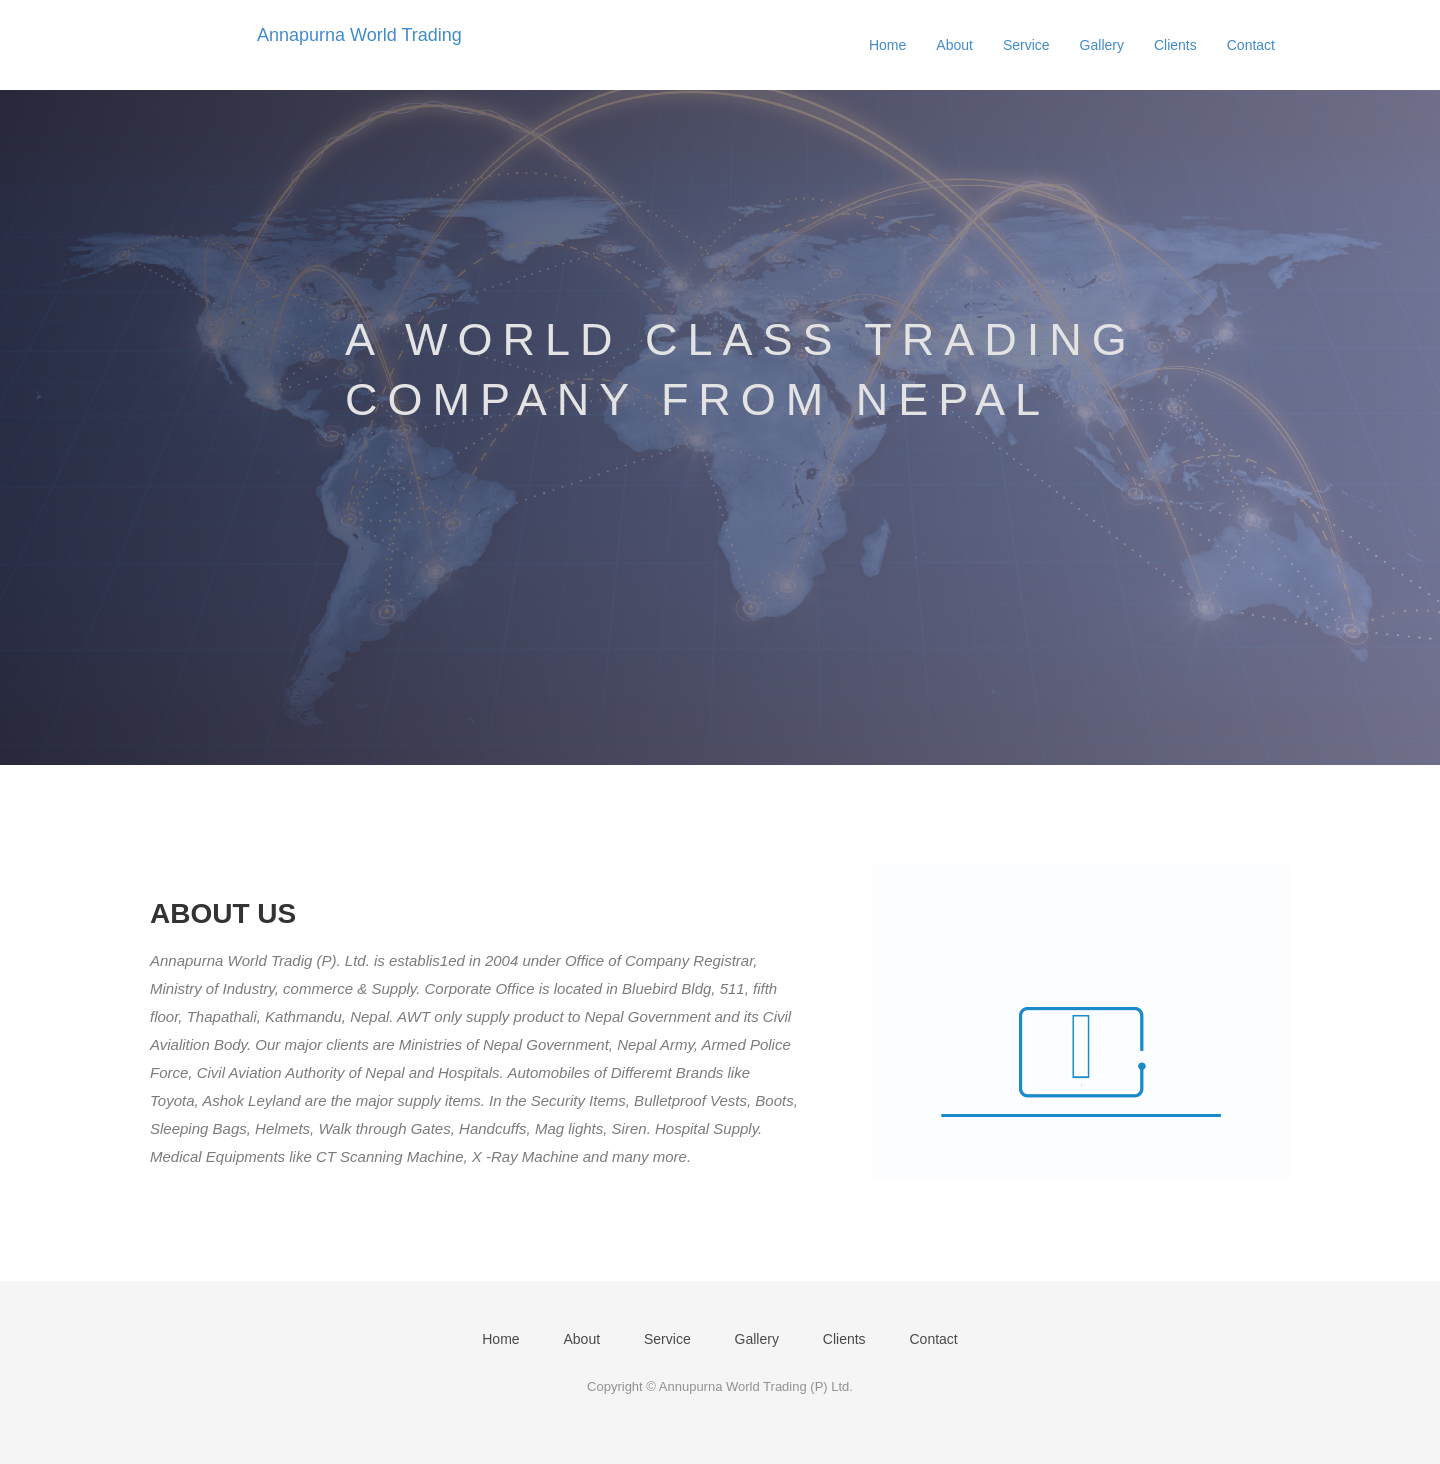 Annapurna World Trading
Home About Service Gallery Clients Contact
A WORLD CLASS TRADING
COMPANY FROM NEPAL
ABOUT US
Annapurna World Tradig (P). Ltd. is establis1ed in 2004 under Office of Company Registrar,
Ministry of Industry, commerce & Supply. Corporate Office is located in Bluebird Bldg, 511, fifth
floor, Thapathali, Kathmandu, Nepal. AWT only supply product to Nepal Government and its Civil
Avialition Body. Our major clients are Ministries of Nepal Government, Nepal Army, Armed Police
Force, Civil Aviation Authority of Nepal and Hospitals. Automobiles of Differemt Brands like
Toyota, Ashok Leyland are the major supply items. In the Security Items, Bulletproof Vests, Boots,
Sleeping Bags, Helmets, Walk through Gates, Handcuffs, Mag lights, Siren. Hospital Supply.
Medical Equipments like CT Scanning Machine, X -Ray Machine and many more.
Home About Service Gallery Clients Contact
Copyright © Annupurna World Trading (P) Ltd.